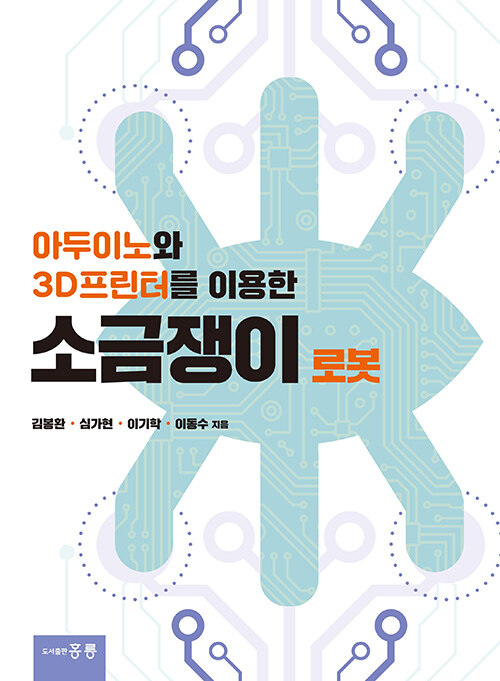 아두이노와
3D프린터를 이용한
소금쟁이 로봇
김봉환 · 심가현 · 이기학 · 이동수 지음
도서출판 홍릉